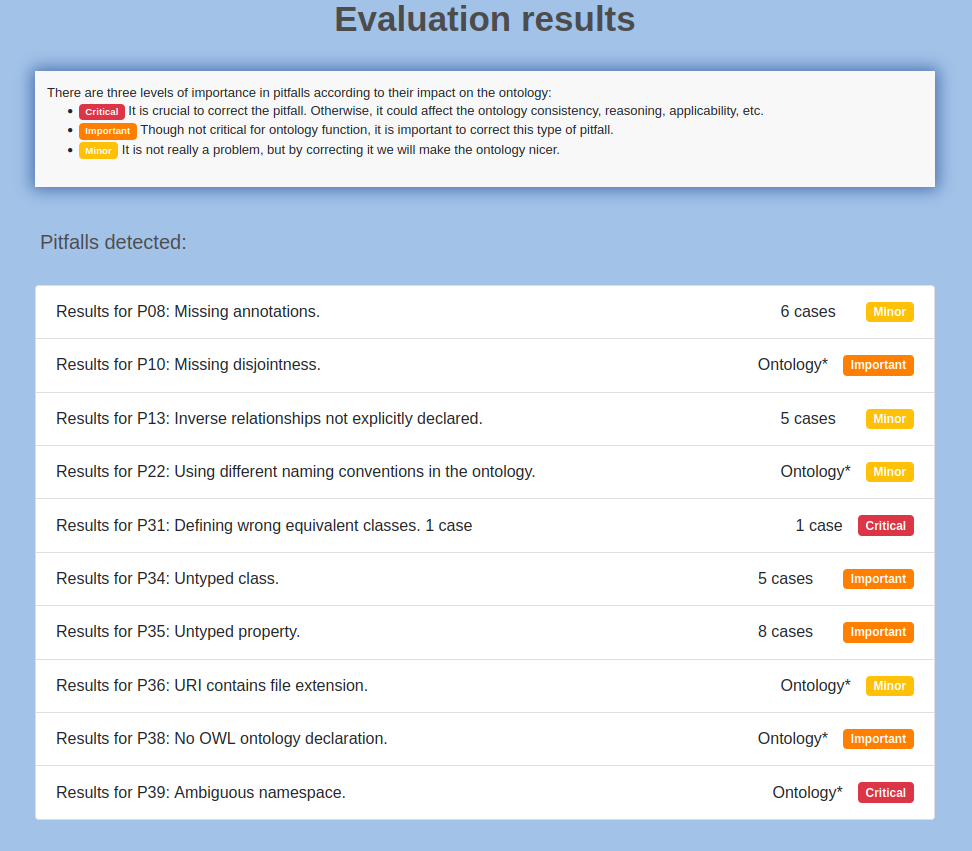 Evaluation results
There are three levels of importance in pitfalls according to their impact on the ontology:
• Critical It is crucial to correct the pitfall. Otherwise, it could affect the ontology consistency, reasoning, applicability, etc.
• Important Though not critical for ontology function, it is important to correct this type of pitfall.
• Minor It is not really a problem, but by correcting it we will make the ontology nicer.
Pitfalls detected:
Results for P08: Missing annotations. 6 cases Minor
Results for P10: Missing disjointness. Ontology* Important
Results for P13: Inverse relationships not explicitly declared. 5 cases Minor
Results for P22: Using different naming conventions in the ontology. Ontology* Minor
Results for P31: Defining wrong equivalent classes. 1 case 1 case Critical
Results for P34: Untyped class. 5 cases Important
Results for P35: Untyped property. 8 cases Important
Results for P36: URI contains file extension. Ontology* Minor
Results for P38: No OWL ontology declaration. Ontology* Important
Results for P39: Ambiguous namespace. Ontology* Critical